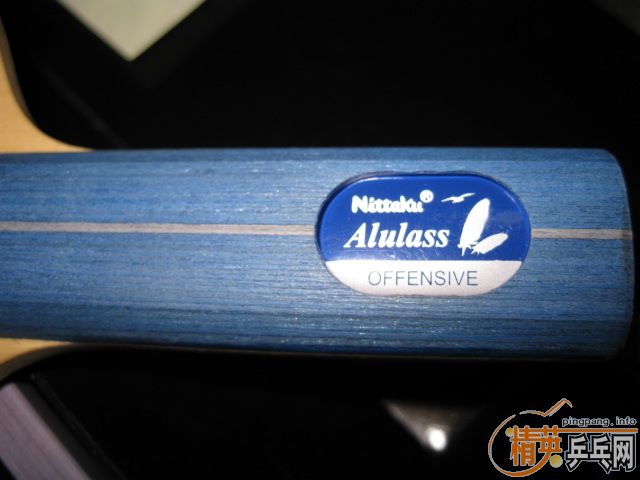 Nittaku®
Alulass
OFFENSIVE
pingpang.info
精英乒乓网